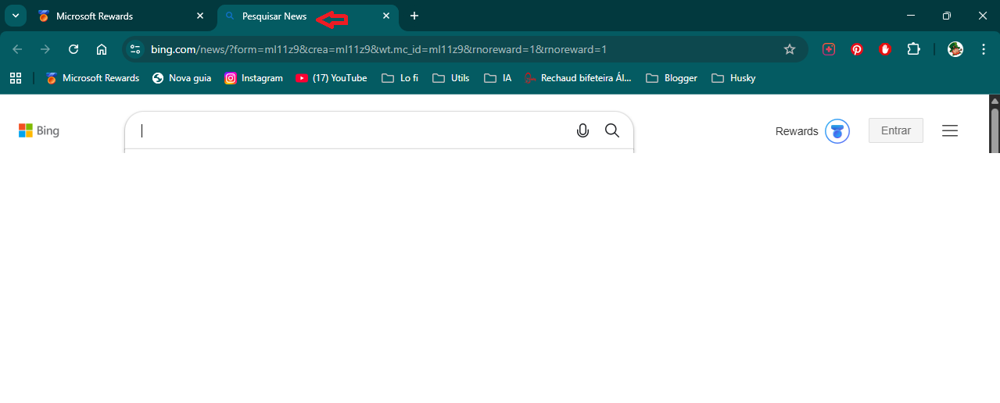 Microsoft Rewards
Pesquisar News
bing.com/news/?form=ml11z9&crea=ml11z9&wt.mc_id=ml11z9&rnoreward=1&rnoreward=1
Microsoft Rewards
Nova guia
Instagram
(17) YouTube
Lo fi
Utils
IA
Rechaud bifeteira Ál...
Blogger
Husky
Bing
Rewards
Entrar